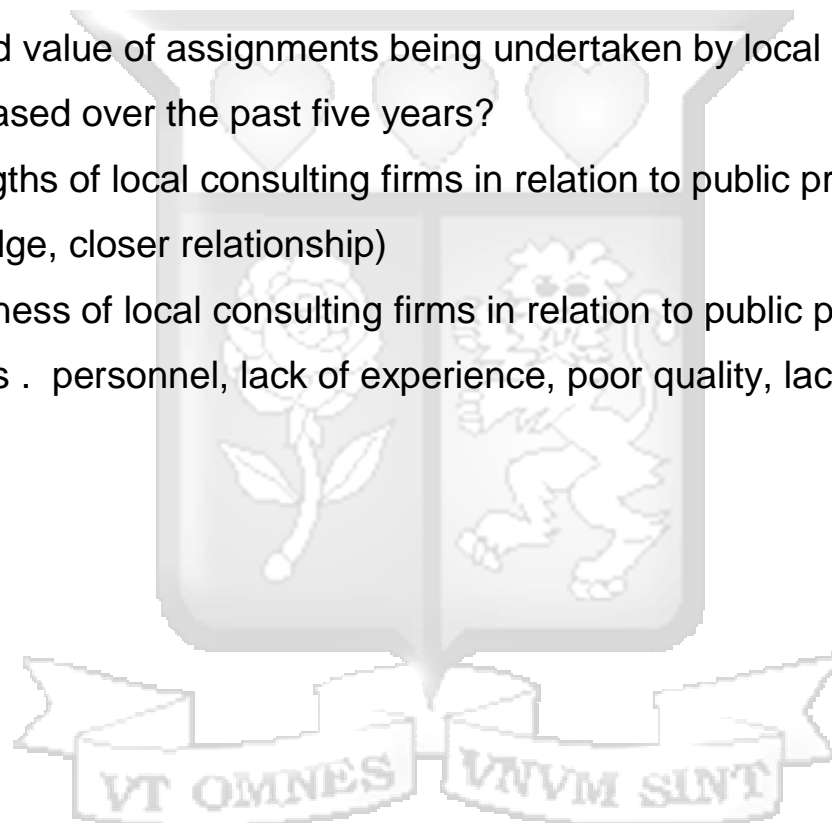 d value of assignments being undertaken by local
ased over the past five years?
gths of local consulting firms in relation to public pr
lge, closer relationship)
ness of local consulting firms in relation to public p
s . personnel, lack of experience, poor quality, lac
VT OMNES VNVM SINT